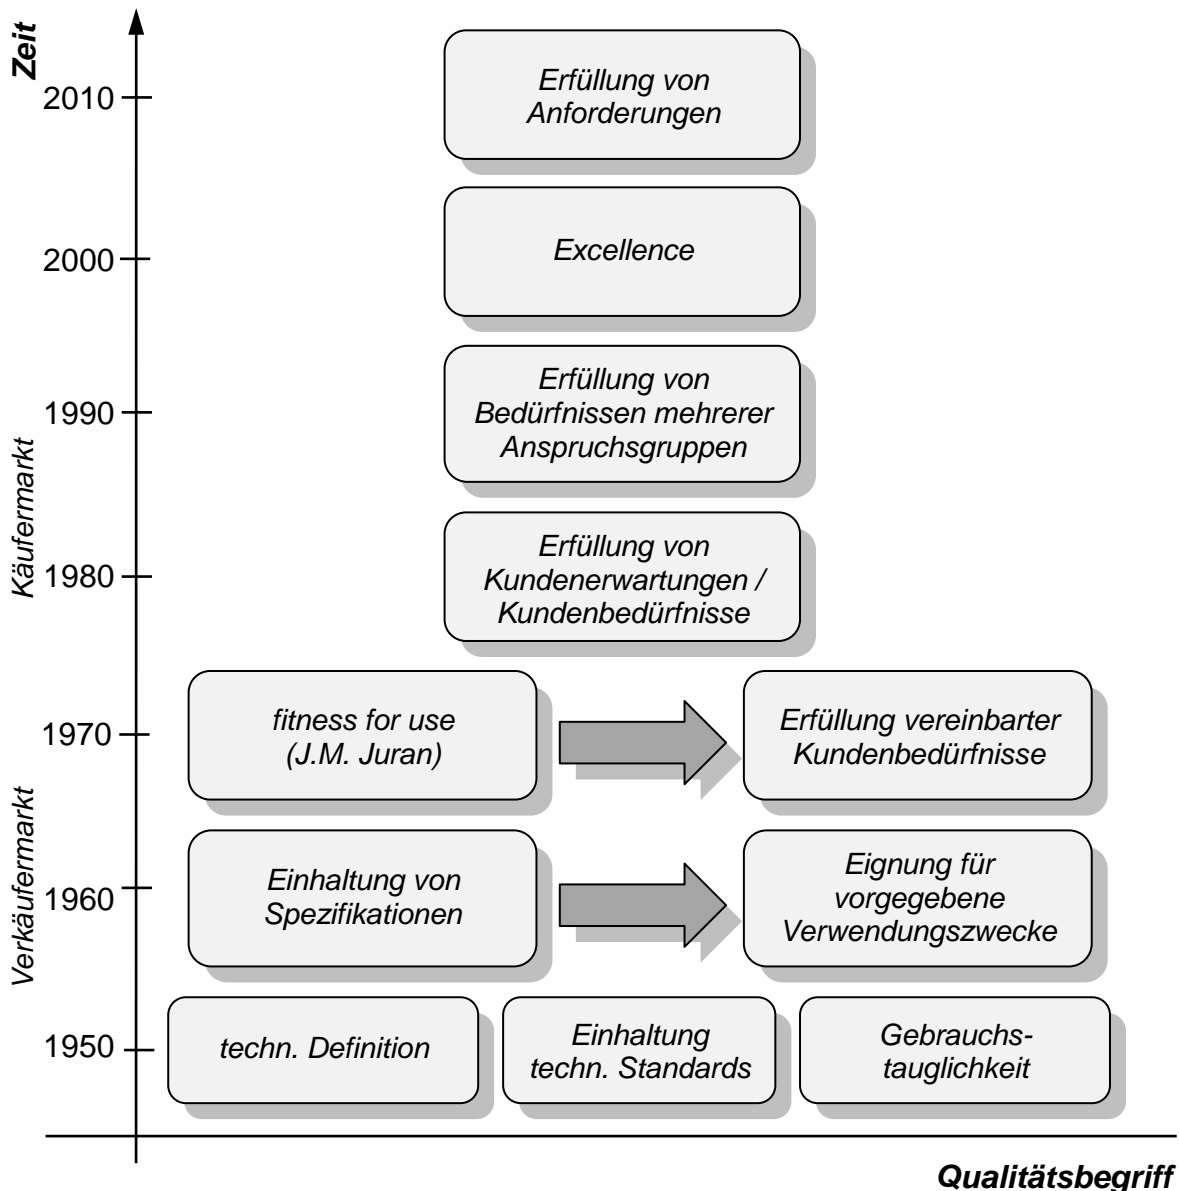 Zeit
2010
Erfüllung von
Anforderungen
2000
Excellence
1990
Erfüllung von
Bedürfnissen mehrerer
Anspruchsgruppen
Käufermarkt
1980
Erfüllung von
Kundenerwartungen /
Kundenbedürfnisse
1970
fitness for use
(J.M. Juran)
Erfüllung vereinbarter
Kundenbedürfnisse
Verkäufermarkt
1960
Einhaltung von
Spezifikationen
Eignung für
vorgegebene
Verwendungszwecke
1950
techn. Definition
Einhaltung
techn. Standards
Gebrauchs-
tauglichkeit
Qualitätsbegriff